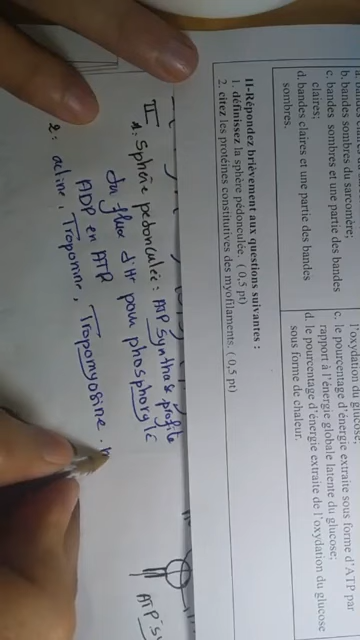 b. bandes sombres du sarcomère;
c. bandes sombres et une partie des bandes
claires;
d. bandes claires et une partie des bandes
sombres.
l'oxydation du glucose;
c. le pourcentage d'énergie extraite sous forme d'ATP par
rapport à l'énergie globale latente du glucose;
d. le pourcentage d'énergie extraite de l'oxydation du glucose
sous forme de chaleur.
II-Répondez brièvement aux questions suivantes :
1. définissez la sphère pédonculée. ( 0,5 pt)
2. citez les protéines constitutives des myofilaments. ( 0,5 pt)
II
1: Sphère pedonculée : ATP synthase profite
du flux d'H+ pour phosphoryle
ADP en ATP
2: actine, Troponine, Tropomyosine.